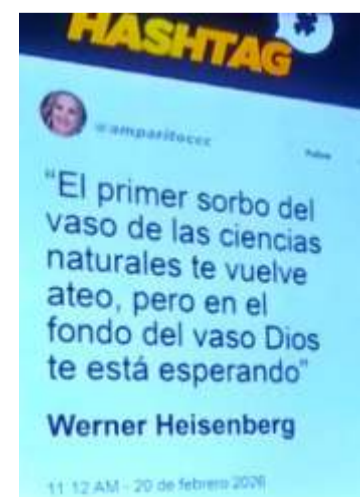 HASHTAG
@amparitoccc
“El primer sorbo del
vaso de las ciencias
naturales te vuelve
ateo, pero en el
fondo del vaso Dios
te está esperando”
Werner Heisenberg
11:12 AM - 20 de febrero 2026